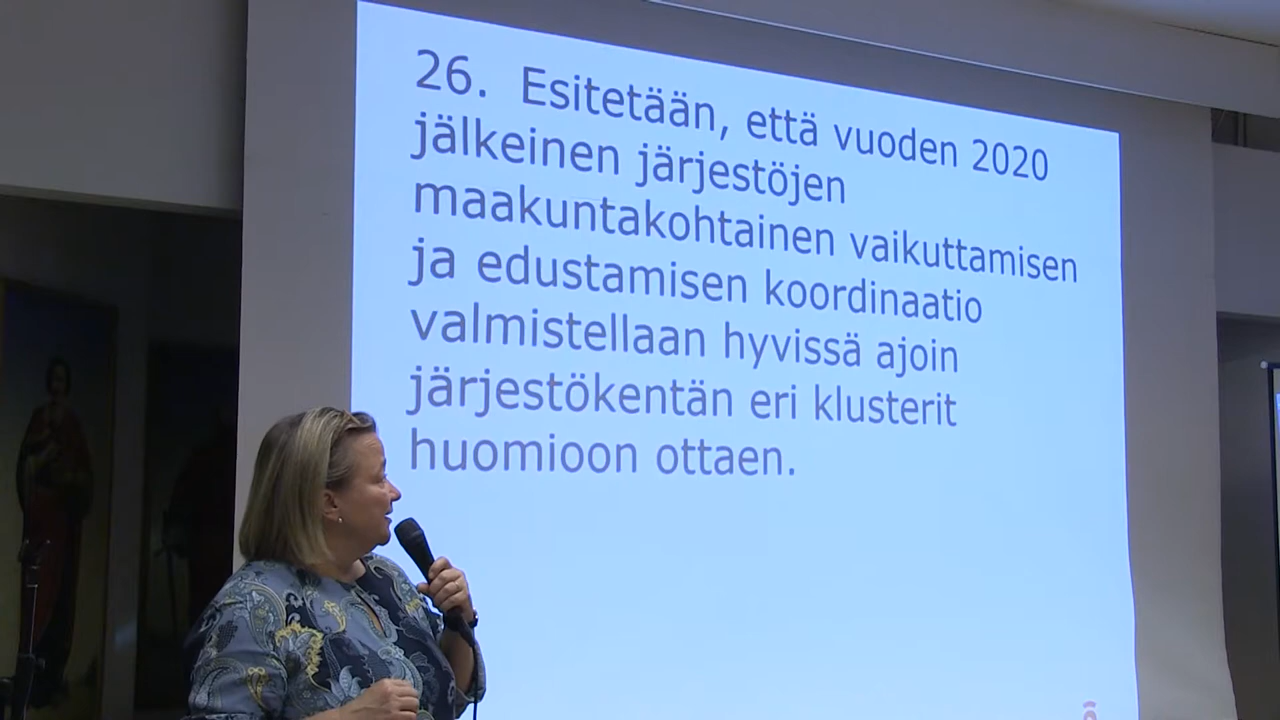 26. Esitetään, että vuoden 2020
jälkeinen järjestöjen
maakuntakohtainen vaikuttamisen
ja edustamisen koordinaatio
valmistellaan hyvissä ajoin
järjestökentän eri klusterit
huomioon ottaen.